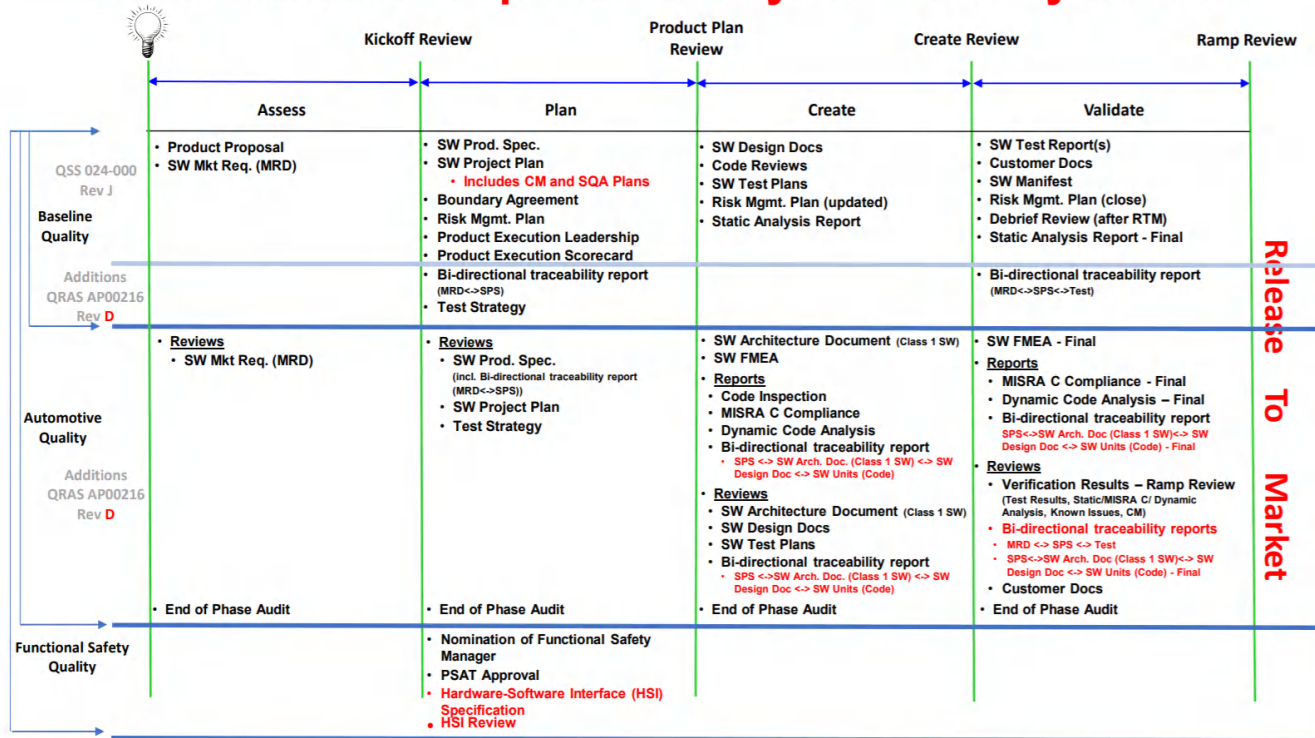 Kickoff Review
Product Plan
Review
Create Review
Ramp Review
Assess
Plan
Create
Validate
QSS 024-000
Rev J
Baseline
Quality
Additions
QRAS AP00216
Rev D
• Product Proposal
• SW Mkt Req. (MRD)
• SW Prod. Spec.
• SW Project Plan
• Includes CM and SQA Plans
• Boundary Agreement
• Risk Mgmt. Plan
• Product Execution Leadership
• Product Execution Scorecard
• Bi-directional traceability report
(MRD<->SPS)
• Test Strategy
• SW Design Docs
• Code Reviews
• SW Test Plans
• Risk Mgmt. Plan (updated)
• Static Analysis Report
• SW Test Report(s)
• Customer Docs
• SW Manifest
• Risk Mgmt. Plan (close)
• Debrief Review (after RTM)
• Static Analysis Report - Final
• Bi-directional traceability report
(MRD<->SPS<->Test)
Automotive
Quality
Additions
QRAS AP00216
Rev D
• Reviews
• SW Mkt Req. (MRD)
• End of Phase Audit
• Reviews
• SW Prod. Spec.
(incl. Bi-directional traceability report
(MRD<->SPS))
• SW Project Plan
• Test Strategy
• End of Phase Audit
• SW Architecture Document (Class 1 SW)
• SW FMEA
• Reports
• Code Inspection
• MISRA C Compliance
• Dynamic Code Analysis
• Bi-directional traceability report
• SPS <-> SW Arch. Doc. (Class 1 SW) <-> SW
Design Doc <-> SW Units (Code)
• Reviews
• SW Architecture Document (Class 1 SW)
• SW Design Docs
• SW Test Plans
• Bi-directional traceability report
• SPS <->SW Arch. Doc. (Class 1 SW) <-> SW
Design Doc <-> SW Units (Code)
• End of Phase Audit
• SW FMEA - Final
• Reports
• MISRA C Compliance - Final
• Dynamic Code Analysis – Final
• Bi-directional traceability report
SPS<->SW Arch. Doc (Class 1 SW)<-> SW
Design Doc <-> SW Units (Code) - Final
• Reviews
• Verification Results – Ramp Review
(Test Results, Static/MISRA C/ Dynamic
Analysis, Known Issues, CM)
• Bi-directional traceability reports
• MRD <-> SPS <-> Test
• SPS<->SW Arch. Doc (Class 1 SW)<-> SW
Design Doc <-> SW Units (Code) - Final
• Customer Docs
• End of Phase Audit
Functional Safety
Quality
• Nomination of Functional Safety
Manager
• PSAT Approval
• Hardware-Software Interface (HSI)
Specification
• HSI Review
Release To Market